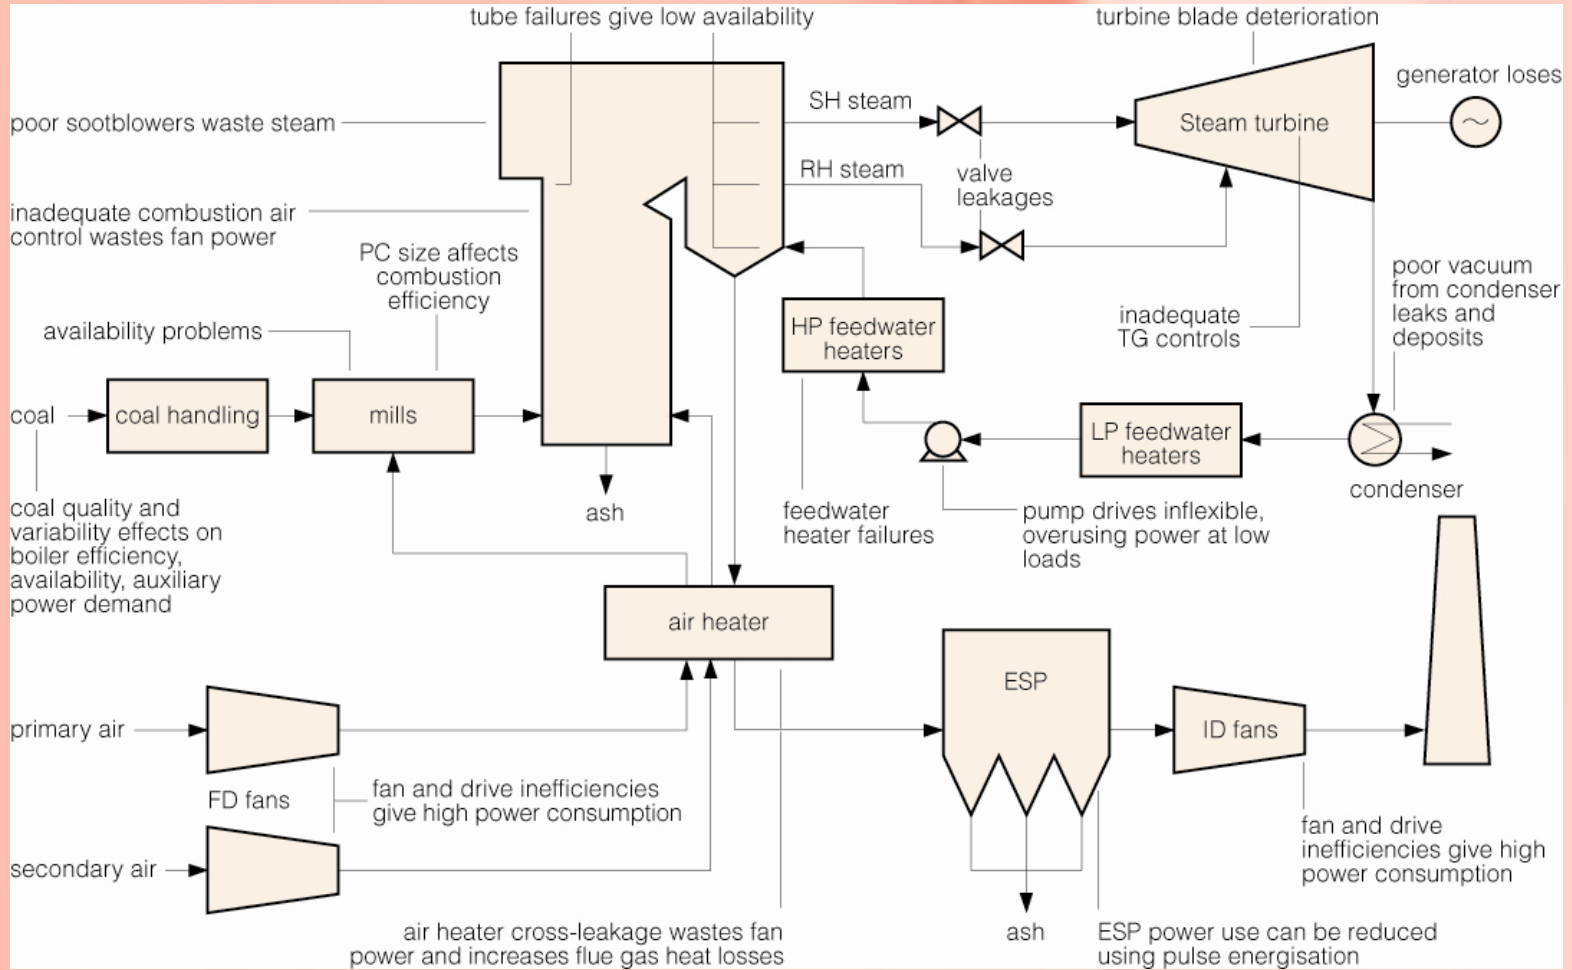 tube failures give low availability
turbine blade deterioration
generator loses
poor sootblowers waste steam
SH steam
Steam turbine
~
RH steam
valve
leakages
inadequate combustion air
control wastes fan power
PC size affects
combustion
efficiency
poor vacuum
from condenser
leaks and
deposits
availability problems
HP feedwater
heaters
inadequate
TG controls
coal
coal handling
mills
LP feedwater
heaters
condenser
coal quality and
variability effects on
boiler efficiency,
availability, auxiliary
power demand
ash
feedwater
heater failures
pump drives inflexible,
overusing power at low
loads
air heater
ESP
primary air
ID fans
FD fans
fan and drive inefficiencies
give high power consumption
fan and drive
inefficiencies give high
power consumption
secondary air
air heater cross-leakage wastes fan
power and increases flue gas heat losses
ash
ESP power use can be reduced
using pulse energisation